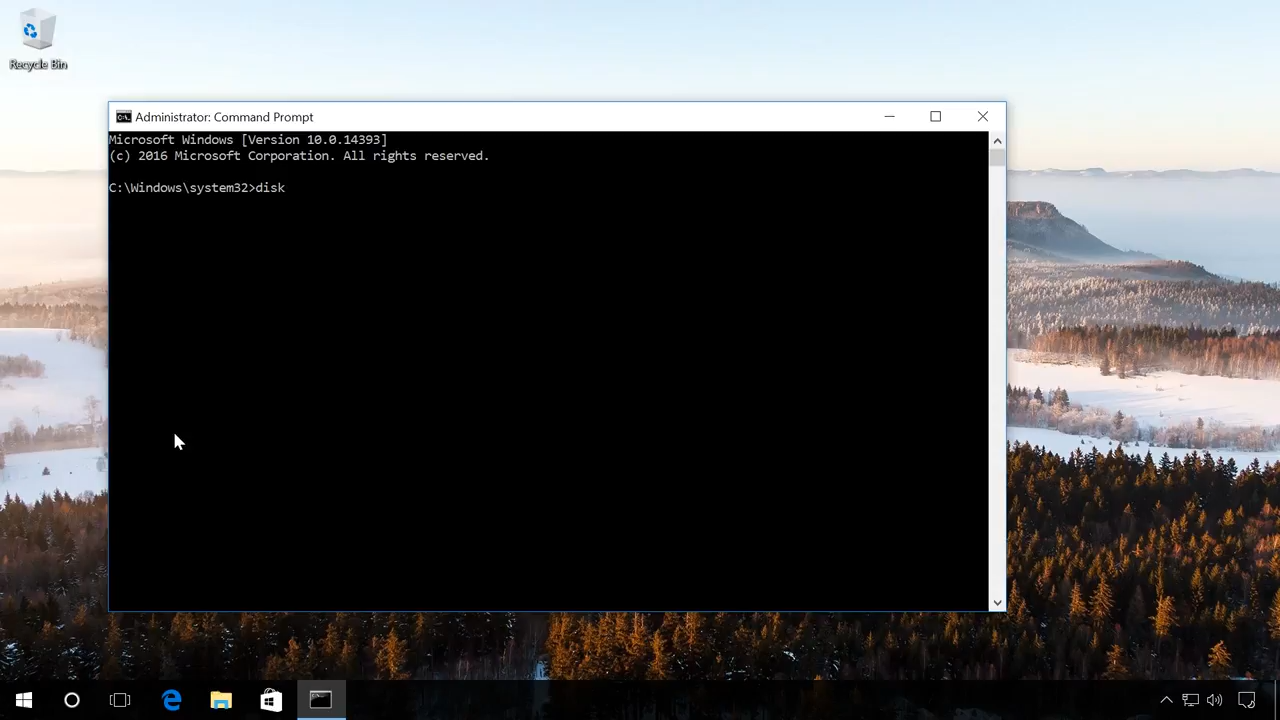 Recycle Bin
Administrator: Command Prompt
Microsoft Windows [Version 10.0.14393]
(c) 2016 Microsoft Corporation. All rights reserved.
C:\Windows\system32>disk